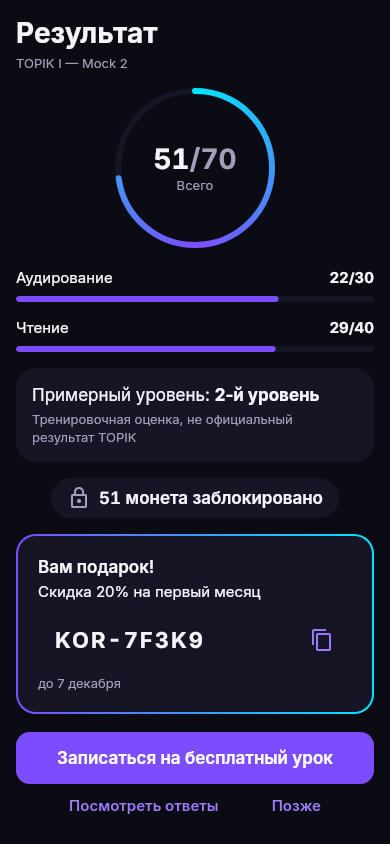 Результат
TOPIK I — Mock 2
51/70
Всего
Аудирование 22/30
Чтение 29/40
Примерный уровень: 2-й уровень
Тренировочная оценка, не официальный
результат TOPIK
51 монета заблокировано
Вам подарок!
Скидка 20% на первый месяц
KOR-7F3K9
до 7 декабря
Записаться на бесплатный урок
Посмотреть ответы Позже